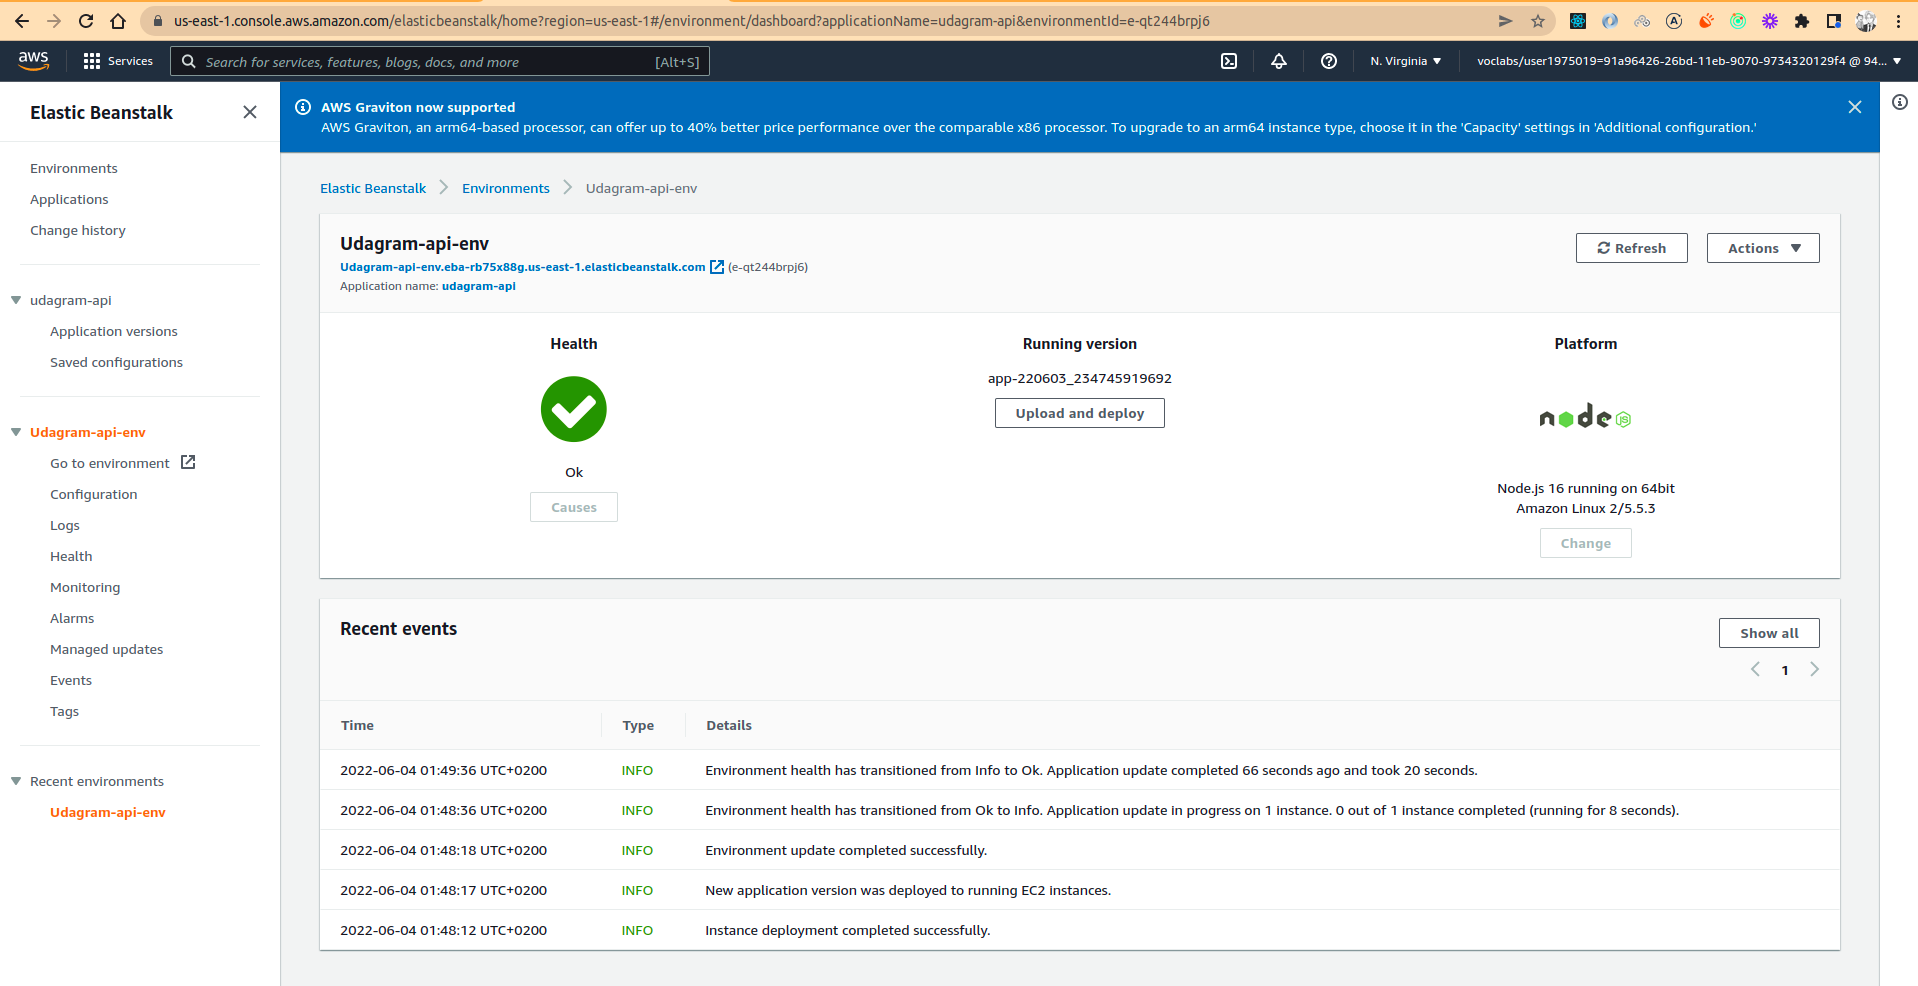 us-east-1.console.aws.amazon.com/elasticbeanstalk/home?region=us-east-1#/environment/dashboard?applicationName=udagram-api&environmentId=e-qt244brpj6
aws
Services
Search for services, features, blogs, docs, and more [Alt+S]
N. Virginia
voclabs/user1975019=91a96426-26bd-11eb-9070-9734320129f4 @ 94...
Elastic Beanstalk
Environments
Applications
Change history
udagram-api
Application versions
Saved configurations
Udagram-api-env
Go to environment
Configuration
Logs
Health
Monitoring
Alarms
Managed updates
Events
Tags
Recent environments
Udagram-api-env
AWS Graviton now supported
AWS Graviton, an arm64-based processor, can offer up to 40% better price performance over the comparable x86 processor. To upgrade to an arm64 instance type, choose it in the 'Capacity' settings in 'Additional configuration.'
Elastic Beanstalk Environments Udagram-api-env
Udagram-api-env
Udagram-api-env.eba-rb75x88g.us-east-1.elasticbeanstalk.com (e-qt244brpj6)
Application name: udagram-api
Refresh
Actions
Health
Ok
Causes
Running version
app-220603_234745919692
Upload and deploy
Platform
node JS
Node.js 16 running on 64bit
Amazon Linux 2/5.5.3
Change
Recent events
Show all
1
Time Type Details
2022-06-04 01:49:36 UTC+0200 INFO Environment health has transitioned from Info to Ok. Application update completed 66 seconds ago and took 20 seconds.
2022-06-04 01:48:36 UTC+0200 INFO Environment health has transitioned from Ok to Info. Application update in progress on 1 instance. 0 out of 1 instance completed (running for 8 seconds).
2022-06-04 01:48:18 UTC+0200 INFO Environment update completed successfully.
2022-06-04 01:48:17 UTC+0200 INFO New application version was deployed to running EC2 instances.
2022-06-04 01:48:12 UTC+0200 INFO Instance deployment completed successfully.